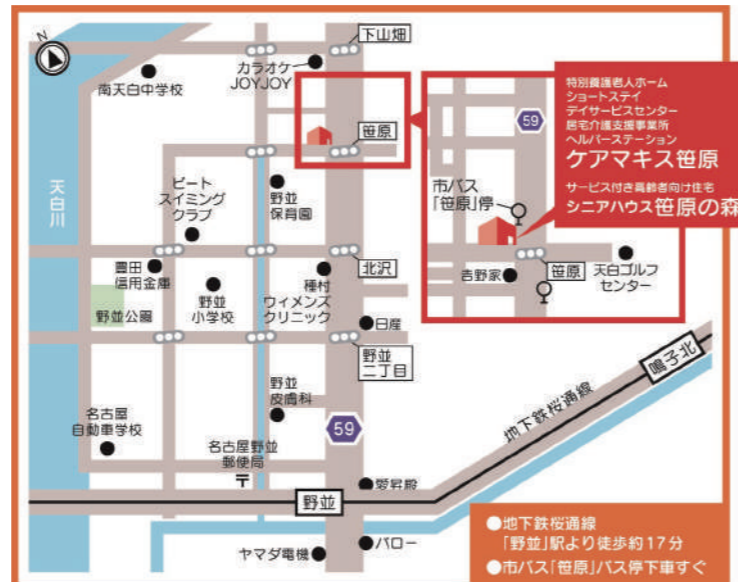 N
下山畑
カラオケ
JOYJOY
南天白中学校
笹原
天白川
ビート
スイミング
クラブ
野並
保育園
豊田
信用金庫
野並
小学校
種村
ウィメンズ
クリニック
北沢
野並公園
日産
野並
二丁目
野並
皮膚科
名古屋
自動車学校
59
名古屋野並
郵便局
〒
愛昇殿
野並
地下鉄桜通線
鳴子北
ヤマダ電機
バロー
59
市バス
「笹原」停
笹原
吉野家
天白ゴルフ
センター
特別養護老人ホーム
ショートステイ
デイサービスセンター
居宅介護支援事業所
ヘルパーステーション
ケアマキス笹原
サービス付き高齢者向け住宅
シニアハウス笹原の森
●地下鉄桜通線
「野並」駅より徒歩約17分
●市バス「笹原」バス停下車すぐ